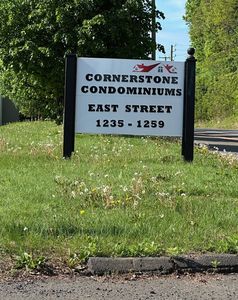 CORNERSTONE
CONDOMINIUMS
EAST STREET
1235 - 1259